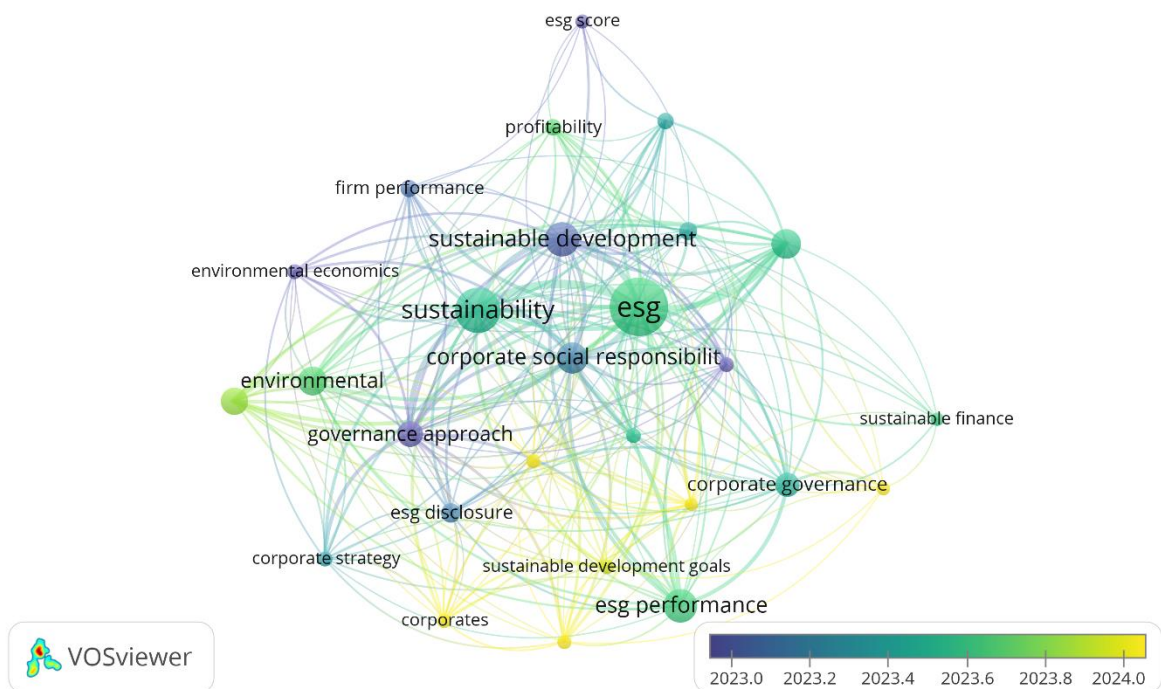 esg score
profitability
firm performance
sustainable development
environmental economics
sustainability
esg
corporate social responsibilit
environmental
sustainable finance
governance approach
corporate governance
esg disclosure
corporate strategy
sustainable development goals
esg performance
corporates
VOSviewer
2023.0 2023.2 2023.4 2023.6 2023.8 2024.0